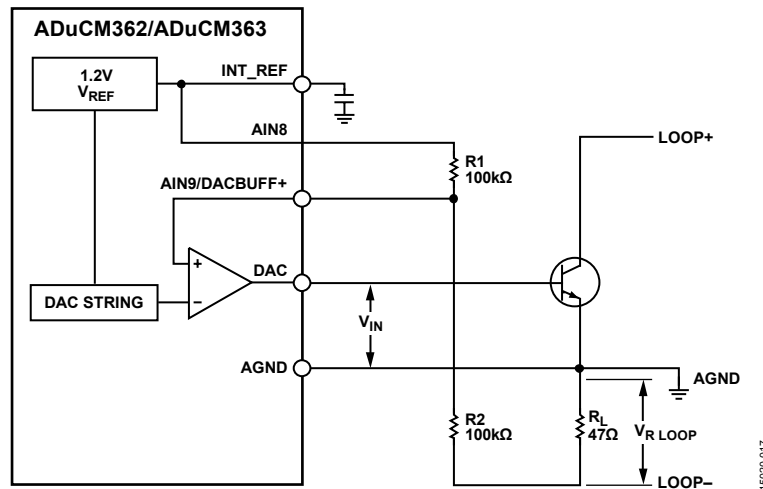 ADuCM362/ADuCM363
1.2V
VREF
INT_REF
AIN8
LOOP+
R1
100kΩ
AIN9/DACBUFF+
+
–
DAC
DAC STRING
VIN
AGND
AGND
R2
100kΩ
RL
47Ω
VR LOOP
LOOP–